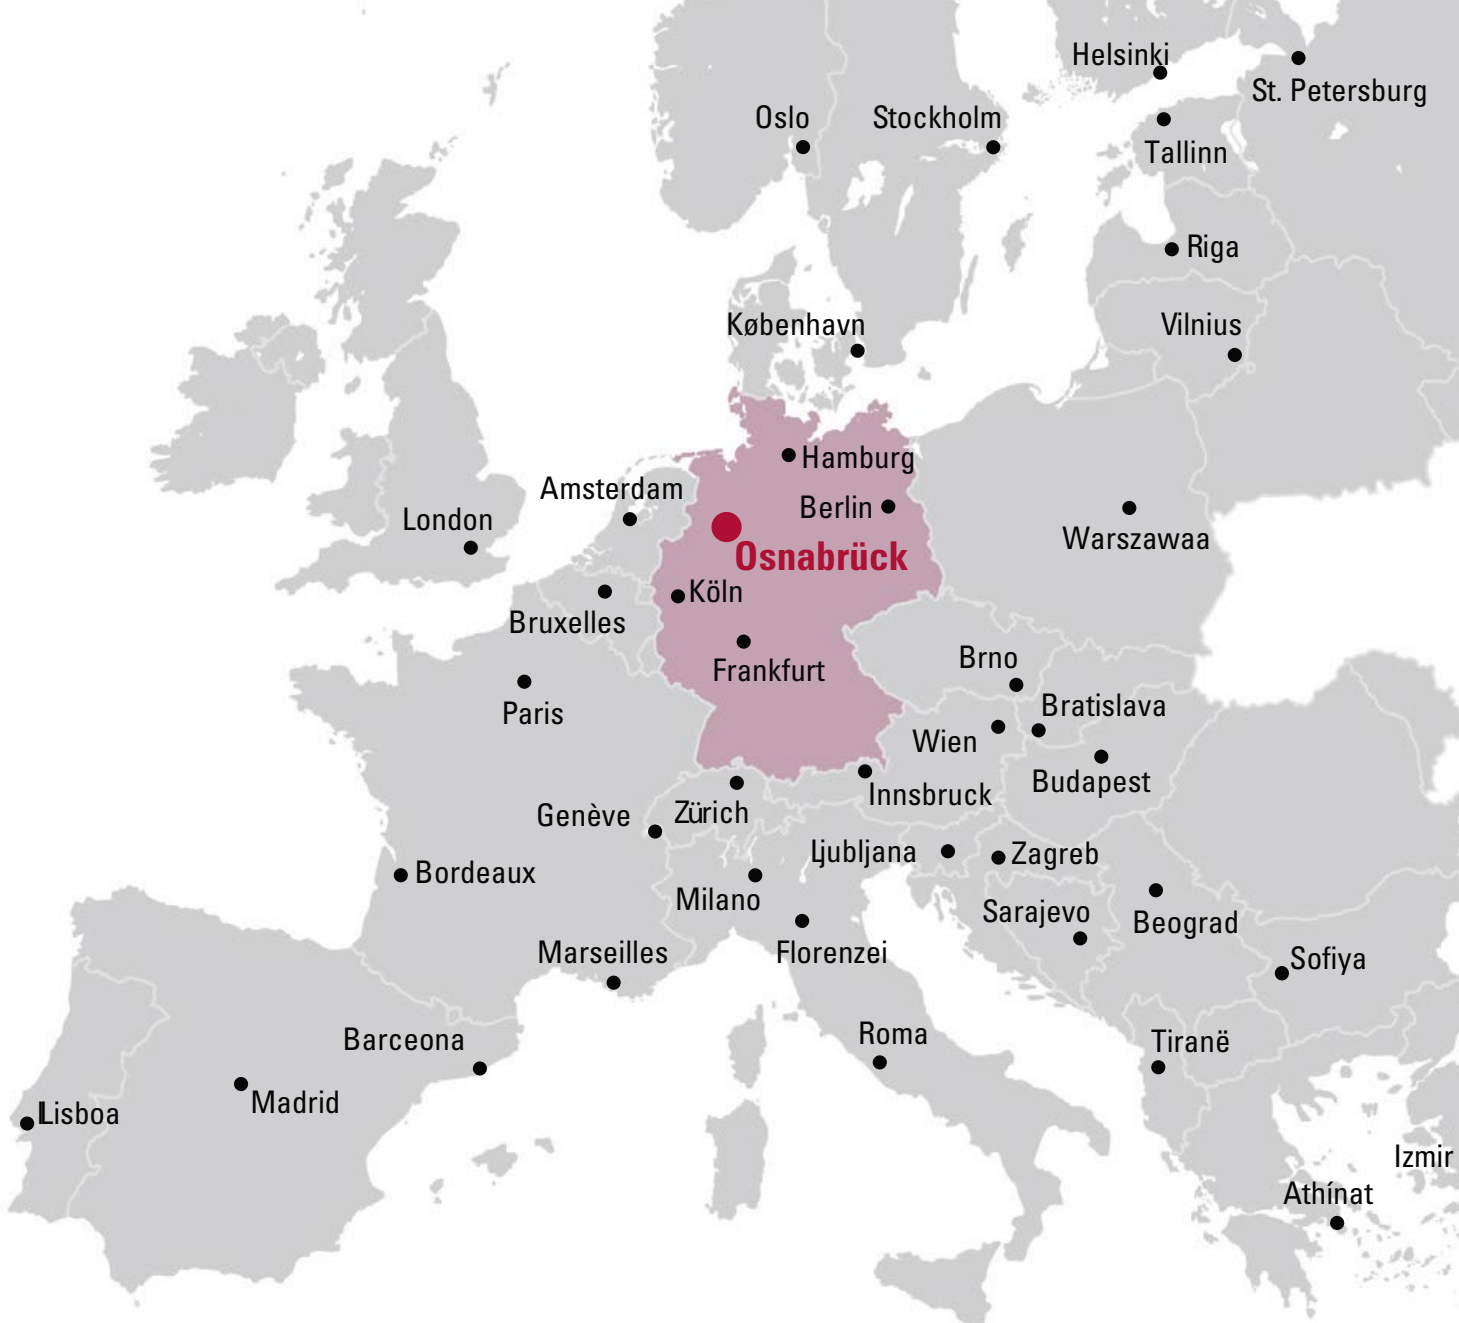 Helsinki
St. Petersburg
Oslo
Stockholm
Tallinn
Riga
København
Vilnius
Hamburg
Amsterdam
Berlin
London
Warszawaa
Osnabrück
Köln
Bruxelles
Brno
Frankfurt
Paris
Bratislava
Wien
Budapest
Innsbruck
Genève
Zürich
Ljubljana
Zagreb
Bordeaux
Milano
Sarajevo
Beograd
Marseilles
Florenzei
Sofiya
Roma
Barceona
Tiranë
Madrid
Lisboa
Izmir
Athínat